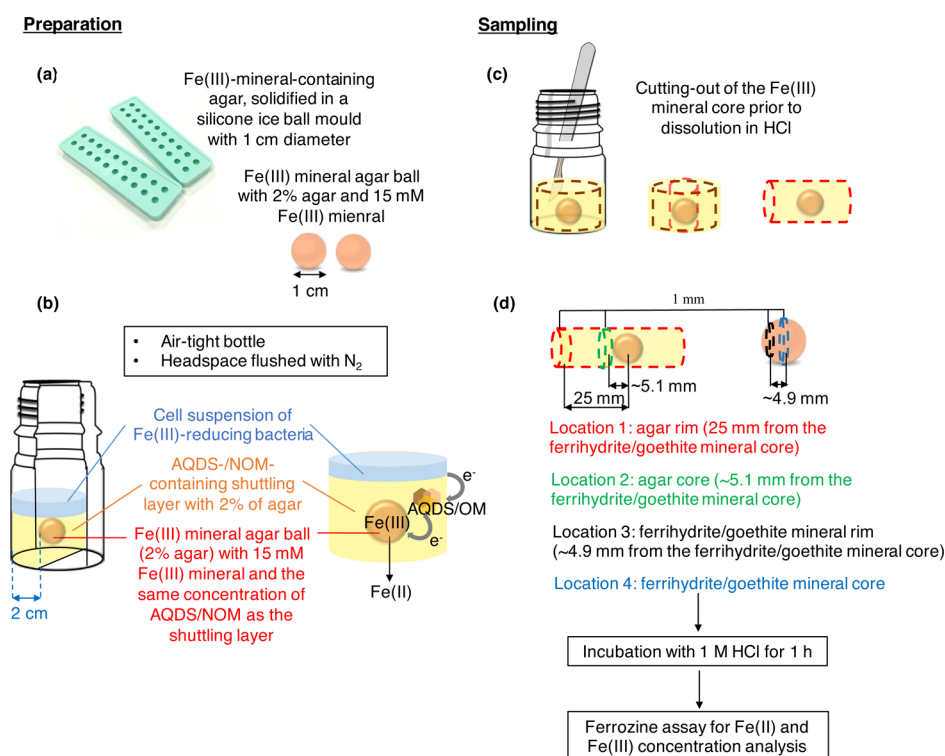 Preparation
(a)
Fe(III)-mineral-containing
agar, solidified in a
silicone ice ball mould
with 1 cm diameter
Fe(III) mineral agar ball
with 2% agar and 15 mM
Fe(III) mienral
1 cm
(b)
• Air-tight bottle
• Headspace flushed with N₂
Cell suspension of
Fe(III)-reducing bacteria
AQDS-/NOM-
containing shuttling
layer with 2% of agar
Fe(III) mineral agar ball
(2% agar) with 15 mM
Fe(III) mineral and the
same concentration of
AQDS/NOM as the
shuttling layer
2 cm
e⁻
AQDS/OM
Fe(III)
e⁻
Fe(II)
Sampling
(c)
Cutting-out of the Fe(III)
mineral core prior to
dissolution in HCl
(d)
1 mm
~5.1 mm
25 mm
~4.9 mm
Location 1: agar rim (25 mm from the
ferrihydrite/goethite mineral core)
Location 2: agar core (~5.1 mm from the
ferrihydrite/goethite mineral core)
Location 3: ferrihydrite/goethite mineral rim
(~4.9 mm from the ferrihydrite/goethite mineral core)
Location 4: ferrihydrite/goethite mineral core
Incubation with 1 M HCl for 1 h
Ferrozine assay for Fe(II) and
Fe(III) concentration analysis